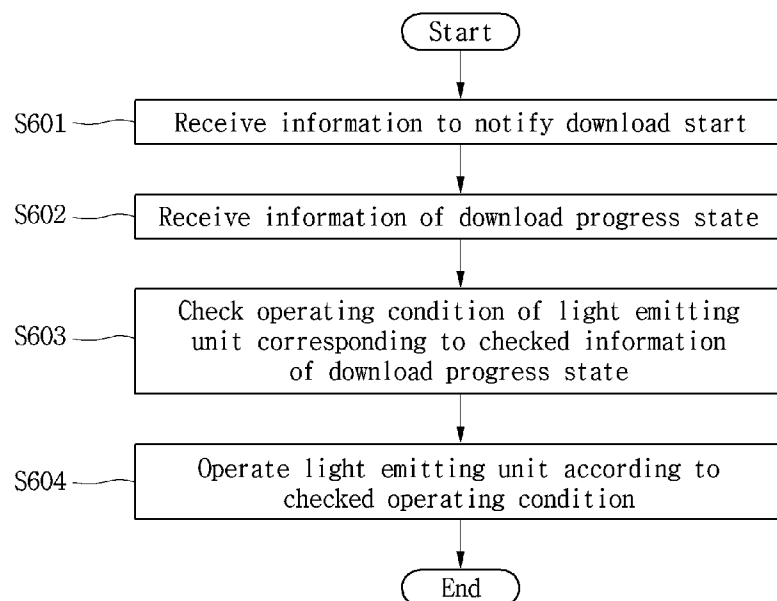 Start
S601
Receive information to notify download start
S602
Receive information of download progress state
S603
Check operating condition of light emitting
unit corresponding to checked information
of download progress state
S604
Operate light emitting unit according to
checked operating condition
End